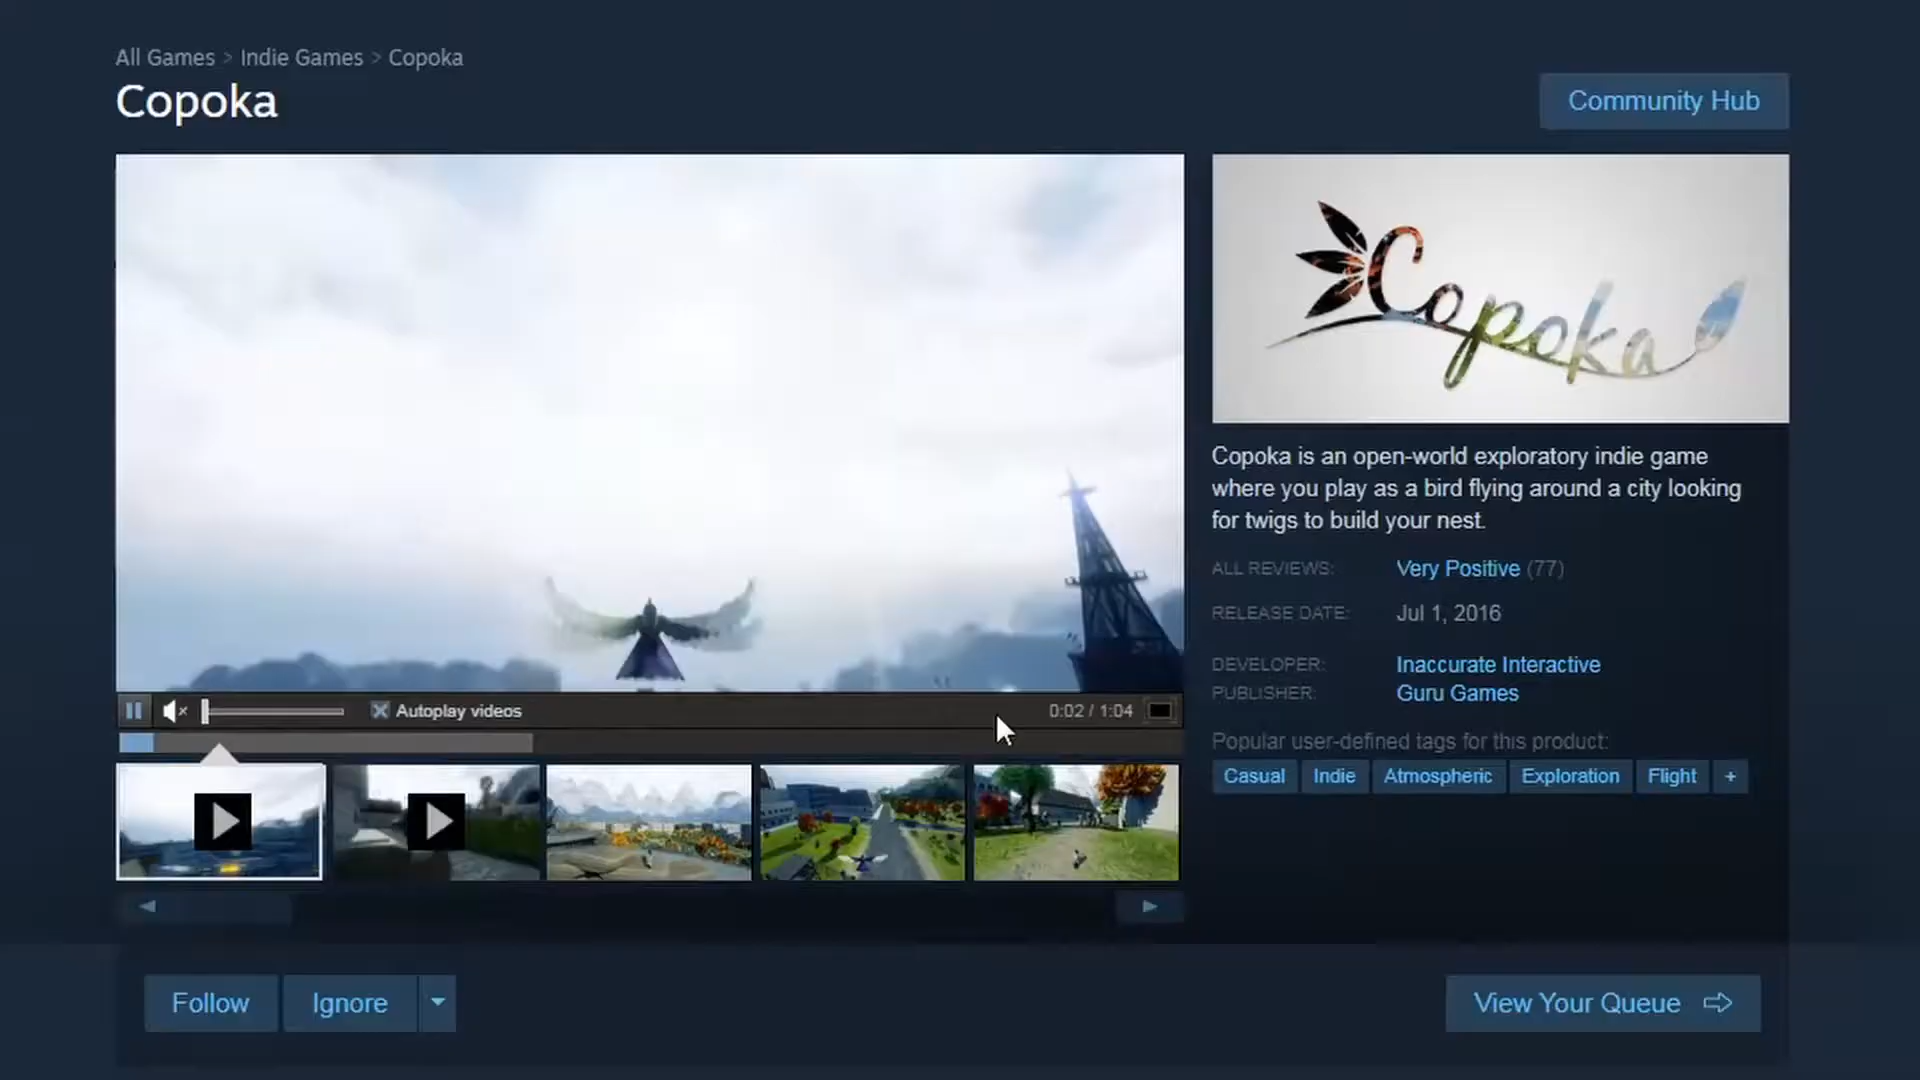 All Games > Indie Games > Copoka
Copoka
Community Hub
Copoka
Copoka is an open-world exploratory indie game
where you play as a bird flying around a city looking
for twigs to build your nest.
ALL REVIEWS: Very Positive (77)
RELEASE DATE: Jul 1, 2016
DEVELOPER: Inaccurate Interactive
PUBLISHER: Guru Games
Popular user-defined tags for this product:
Casual Indie Atmospheric Exploration Flight +
Autoplay videos 0:02 / 1:04
Follow Ignore View Your Queue